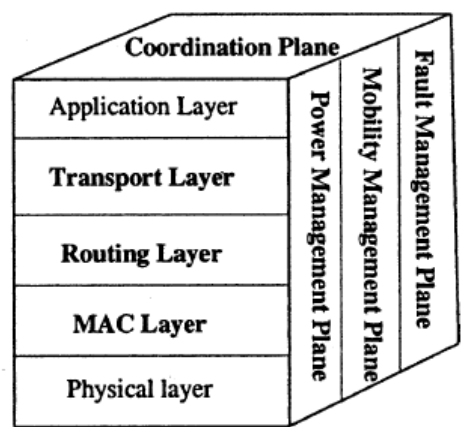 Coordination Plane
Application Layer
Transport Layer
Routing Layer
MAC Layer
Physical layer
Power Management Plane
Mobility Management Plane
Fault Management Plane